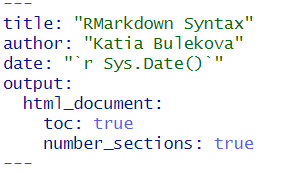 ---
title: "RMarkdown Syntax"
author: "Katia Bulekova"
date: "`r Sys.Date()`"
output:
  html_document:
    toc: true
    number_sections: true
---